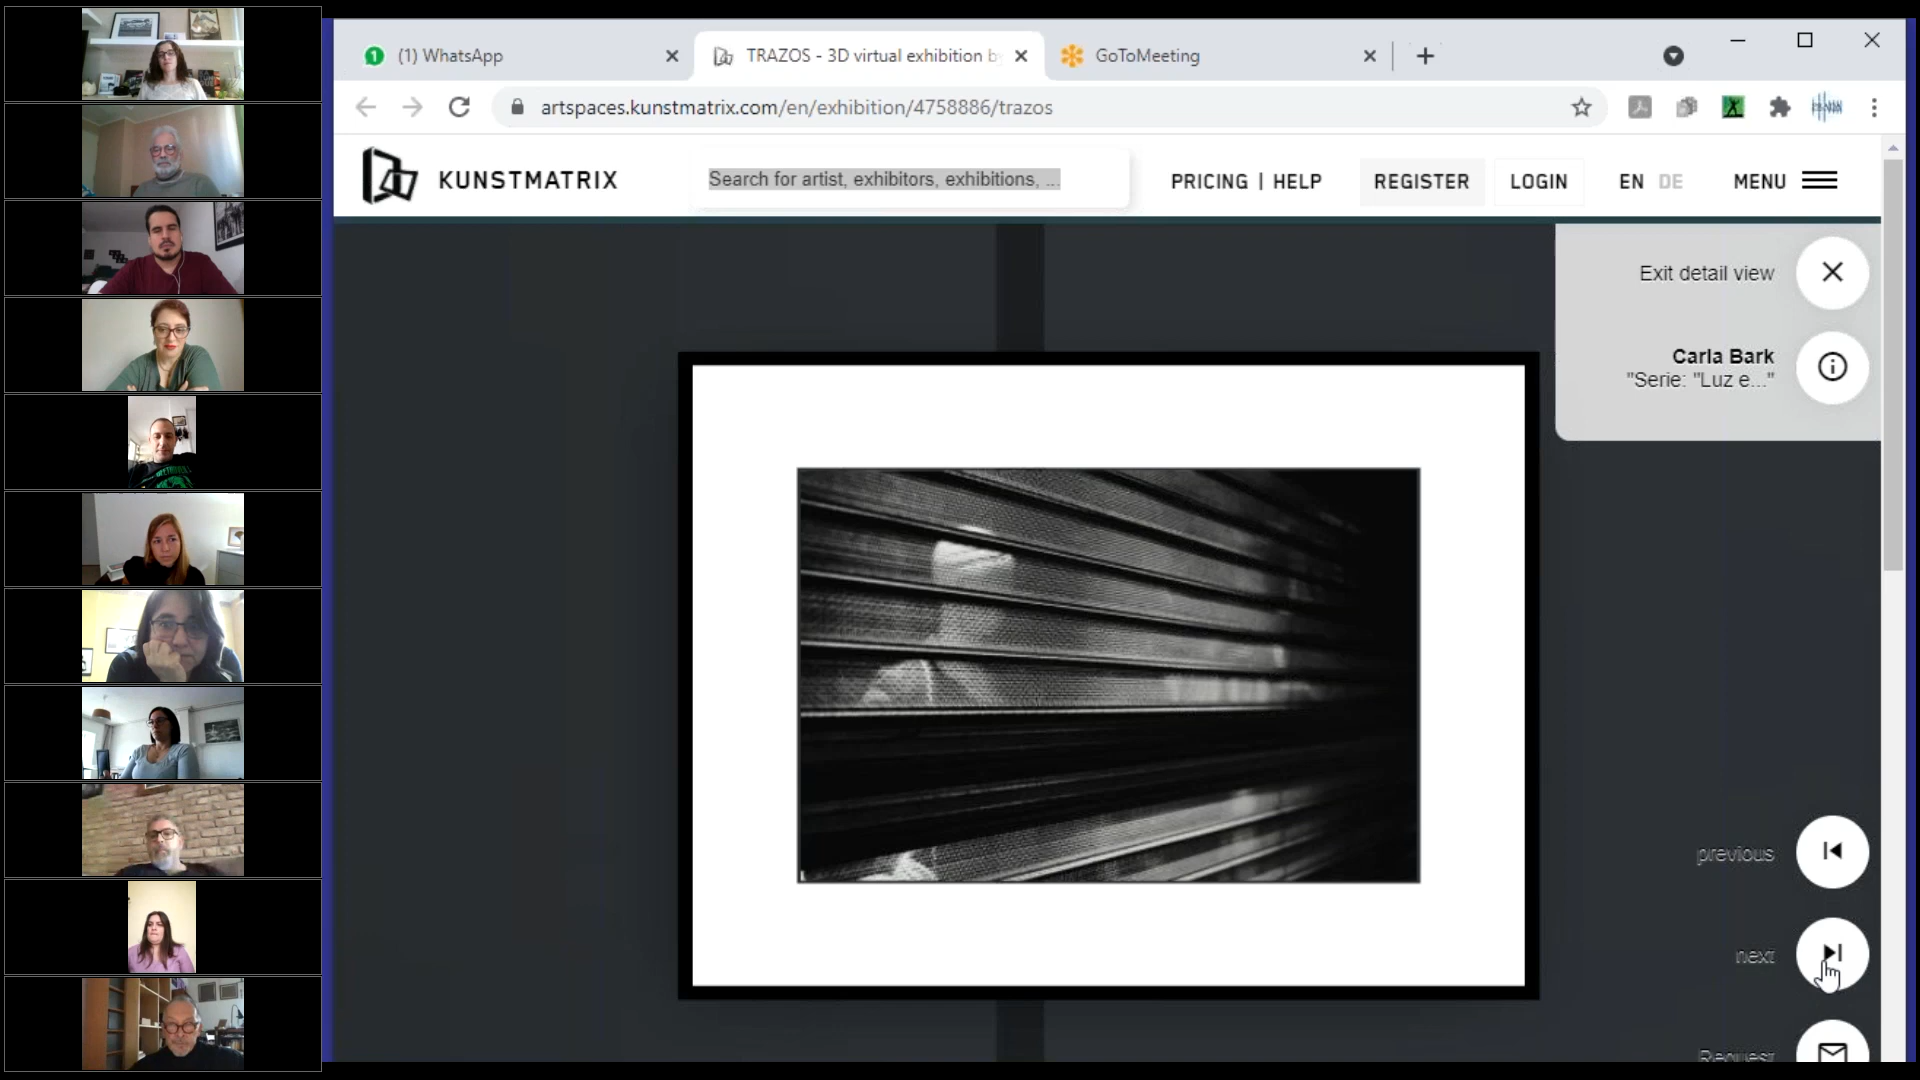 (1) WhatsApp
TRAZOS - 3D virtual exhibition b
GoToMeeting
artspaces.kunstmatrix.com/en/exhibition/4758886/trazos
KUNSTMATRIX
Search for artist, exhibitors, exhibitions, ...
PRICING | HELP
REGISTER
LOGIN
EN DE
MENU
Exit detail view
Carla Bark
"Serie: "Luz e..."
previous
next
Request